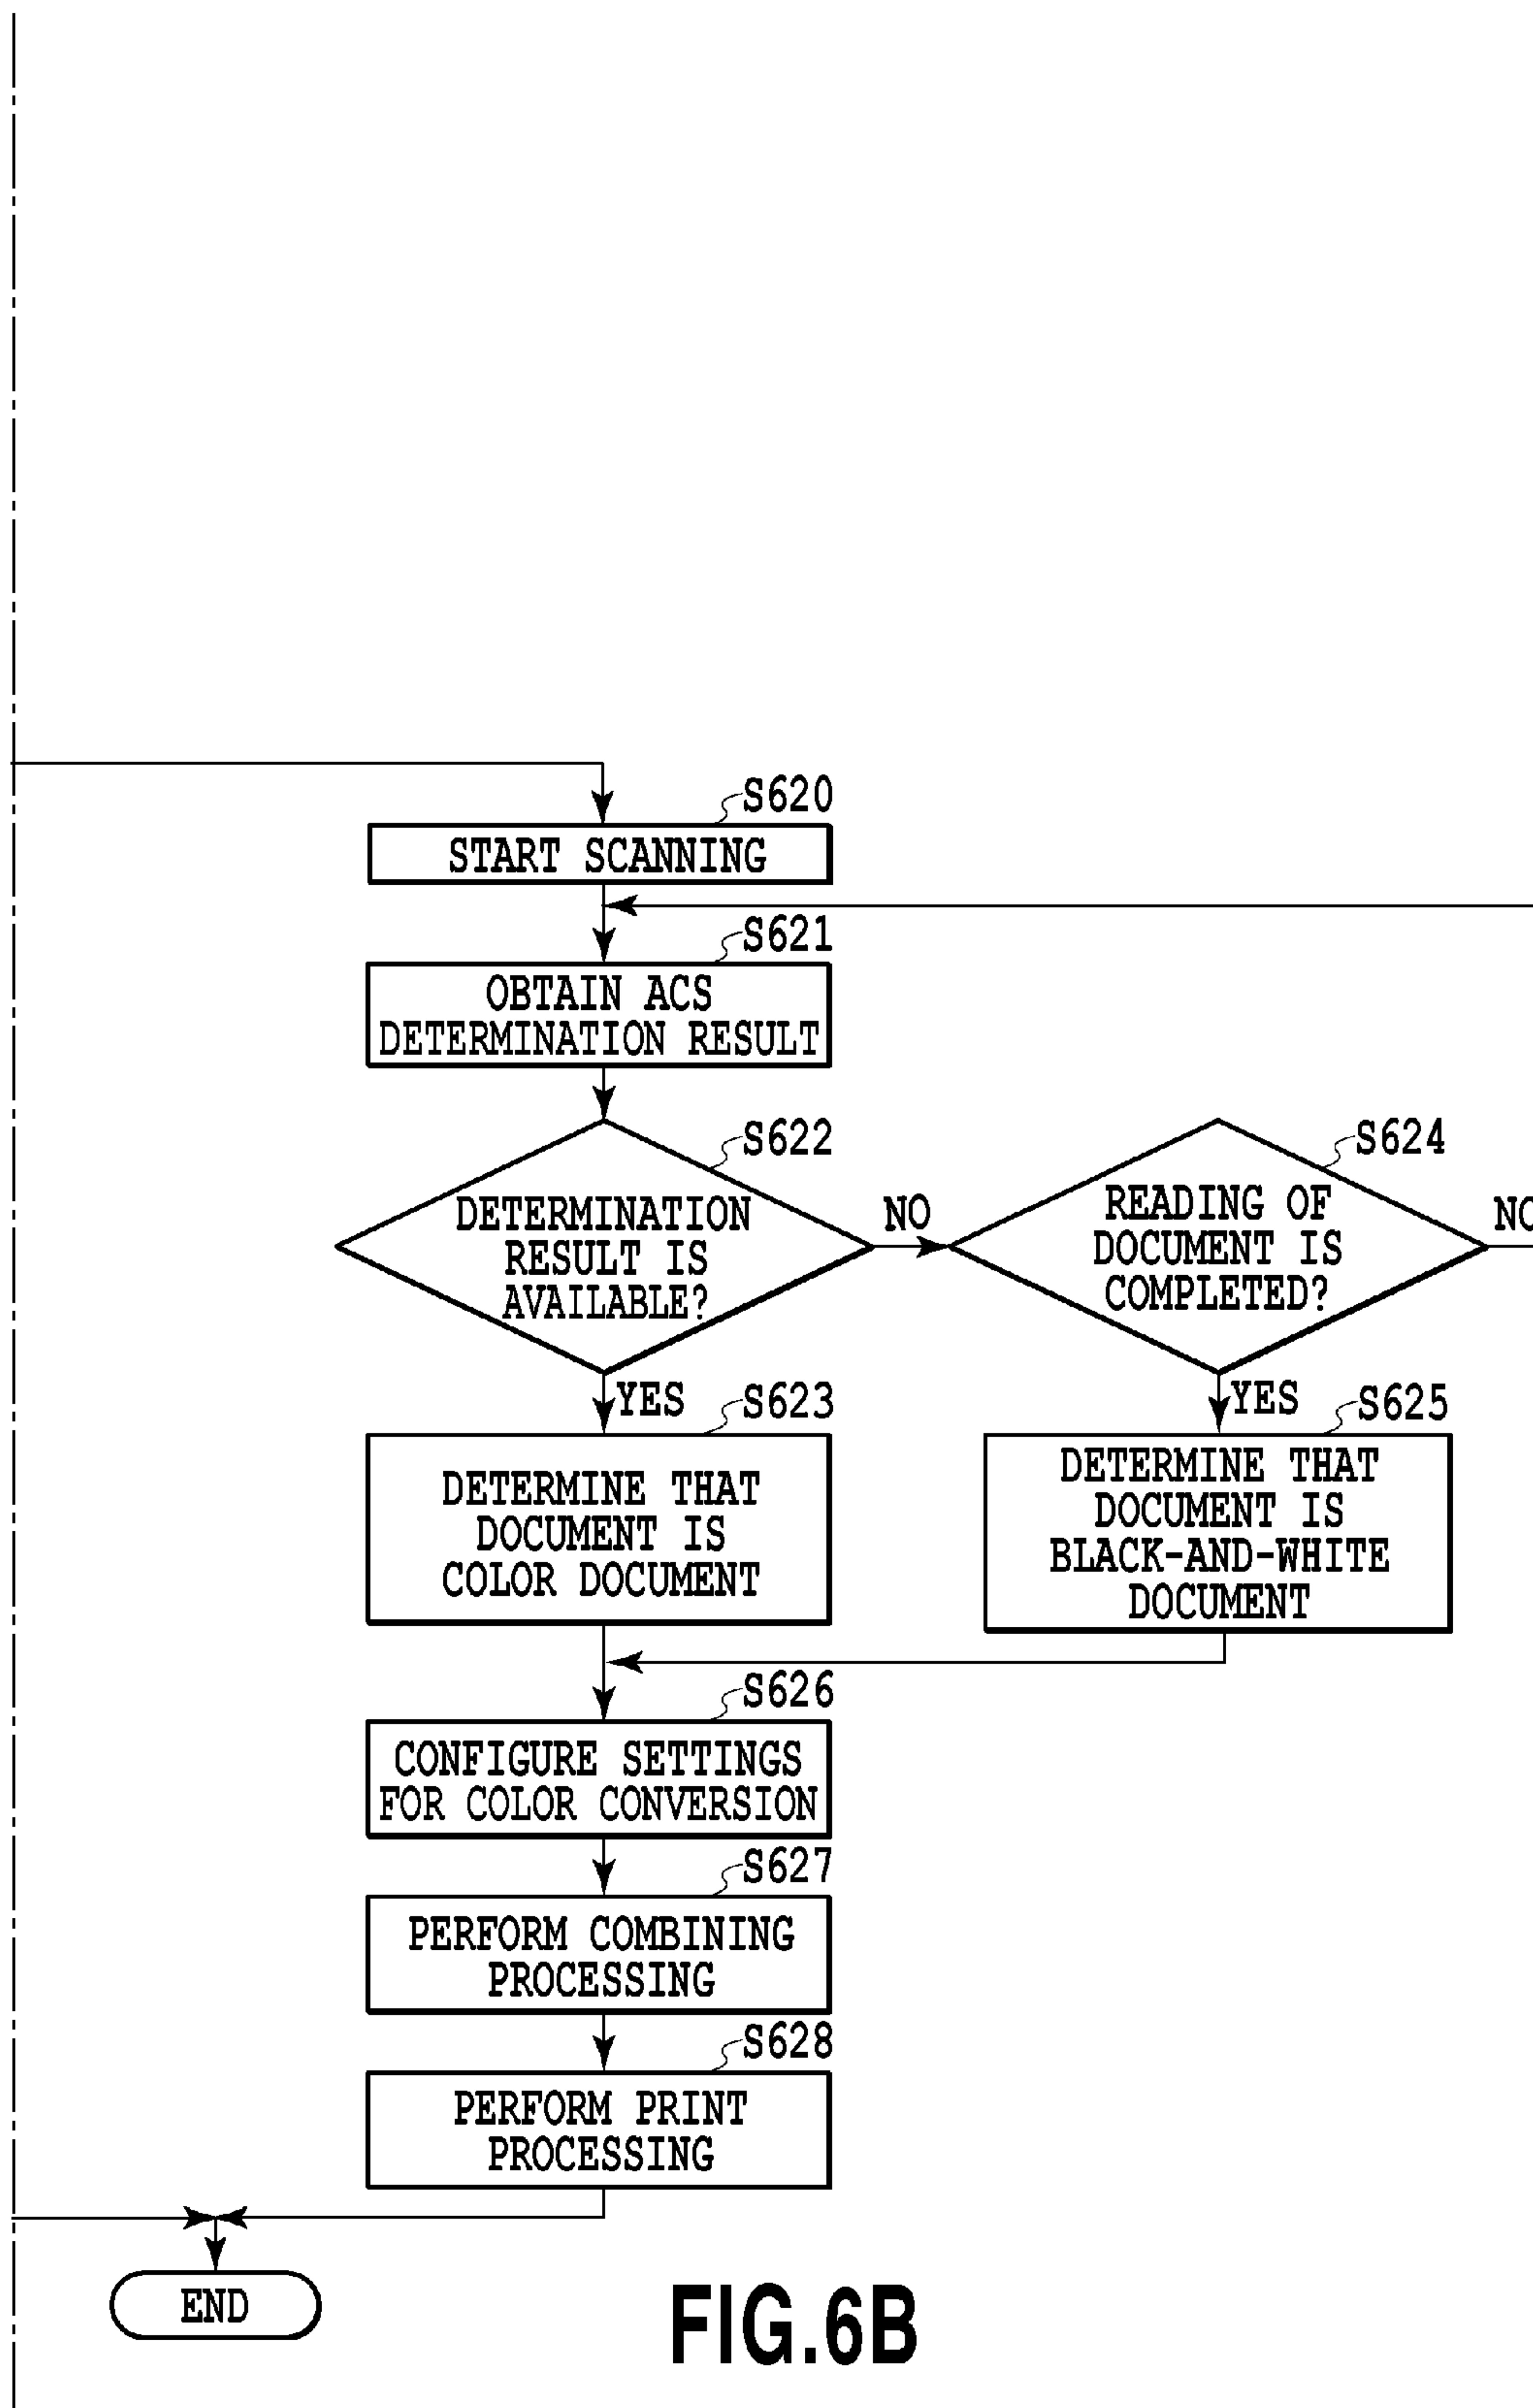 S620
START SCANNING
S621
OBTAIN ACS
DETERMINATION RESULT
S622
DETERMINATION
RESULT IS
AVAILABLE?
NO
S624
READING OF
DOCUMENT IS
COMPLETED?
NO
YES
S623
DETERMINE THAT
DOCUMENT IS
COLOR DOCUMENT
YES
S625
DETERMINE THAT
DOCUMENT IS
BLACK-AND-WHITE
DOCUMENT
S626
CONFIGURE SETTINGS
FOR COLOR CONVERSION
S627
PERFORM COMBINING
PROCESSING
S628
PERFORM PRINT
PROCESSING
END
FIG.6B